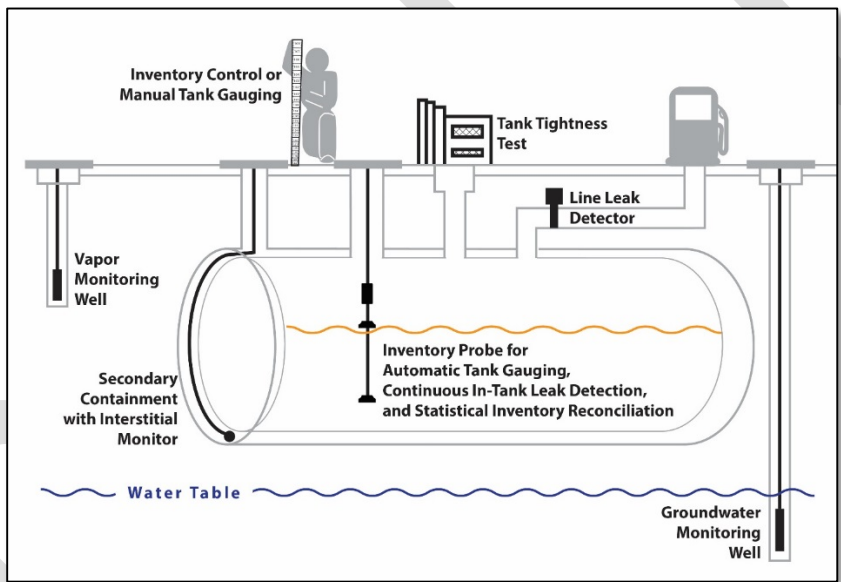 Inventory Control or
Manual Tank Gauging
Tank Tightness
Test
Line Leak
Detector
Vapor
Monitoring
Well
Inventory Probe for
Automatic Tank Gauging,
Continuous In-Tank Leak Detection,
and Statistical Inventory Reconciliation
Secondary
Containment
with Interstitial
Monitor
Water Table
Groundwater
Monitoring
Well